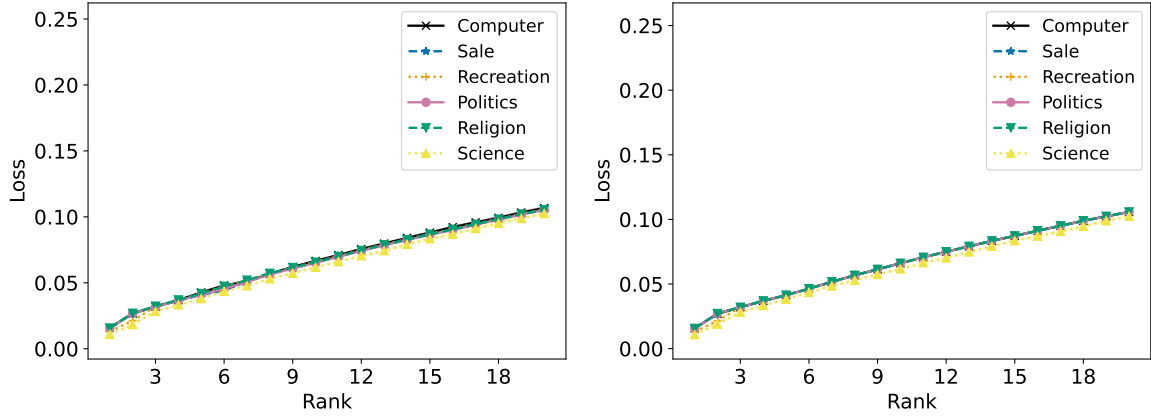 0.25
0.20
0.15
0.10
0.05
0.00
Loss
3 6 9 12 15 18
Rank
Computer
Sale
Recreation
Politics
Religion
Science
0.25
0.20
0.15
0.10
0.05
0.00
Loss
3 6 9 12 15 18
Rank
Computer
Sale
Recreation
Politics
Religion
Science